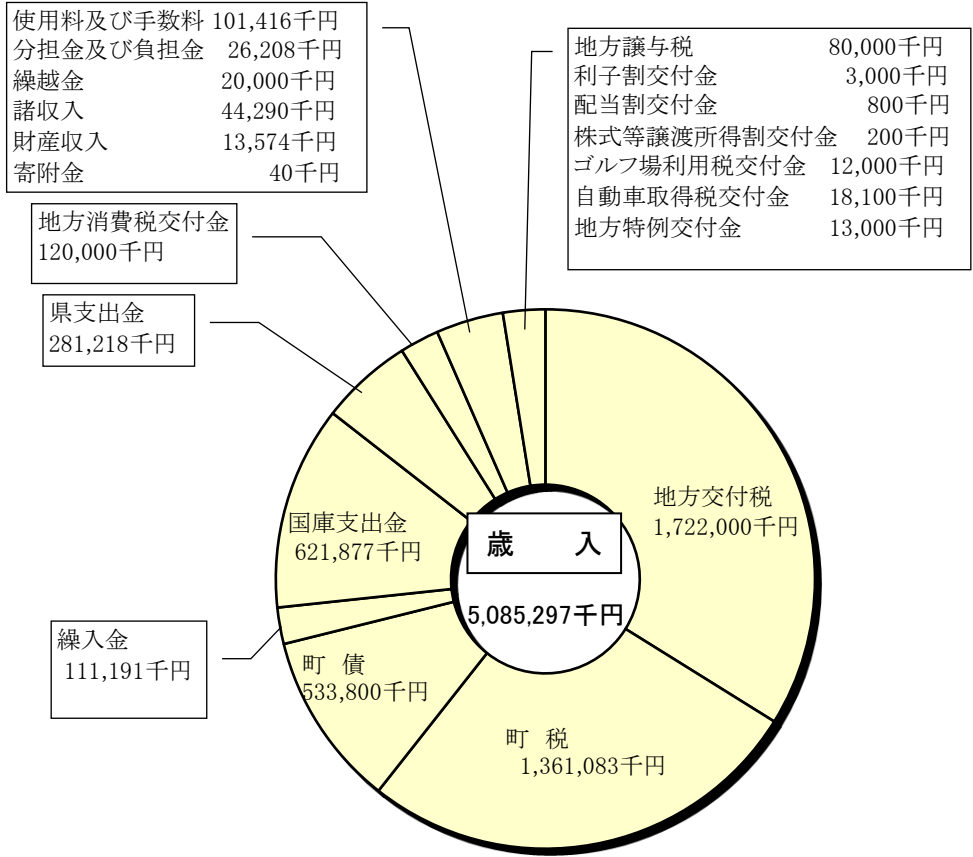 使用料及び手数料 101,416千円
分担金及び負担金 26,208千円
繰越金 20,000千円
諸収入 44,290千円
財産収入 13,574千円
寄附金 40千円
地方譲与税 80,000千円
利子割交付金 3,000千円
配当割交付金 800千円
株式等譲渡所得割交付金 200千円
ゴルフ場利用税交付金 12,000千円
自動車取得税交付金 18,100千円
地方特例交付金 13,000千円
地方消費税交付金
120,000千円
県支出金
281,218千円
地方交付税
1,722,000千円
国庫支出金
621,877千円
歳 入
5,085,297千円
繰入金
111,191千円
町 債
533,800千円
町 税
1,361,083千円